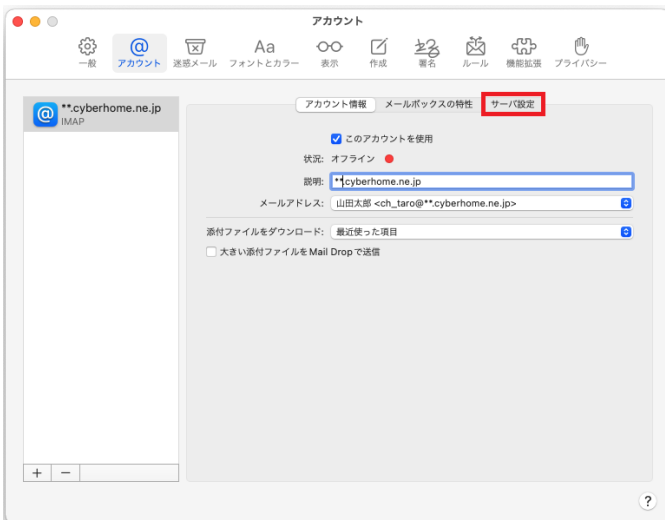 アカウント
一般 アカウント 迷惑メール フォントとカラー 表示 作成 署名 ルール 機能拡張 プライバシー
**.cyberhome.ne.jp
IMAP
アカウント情報 メールボックスの特性 サーバ設定
このアカウントを使用
状況: オフライン
説明: **.cyberhome.ne.jp
メールアドレス: 山田太郎 <ch_taro@**.cyberhome.ne.jp>
添付ファイルをダウンロード: 最近使った項目
大きい添付ファイルをMail Dropで送信
+ −
?